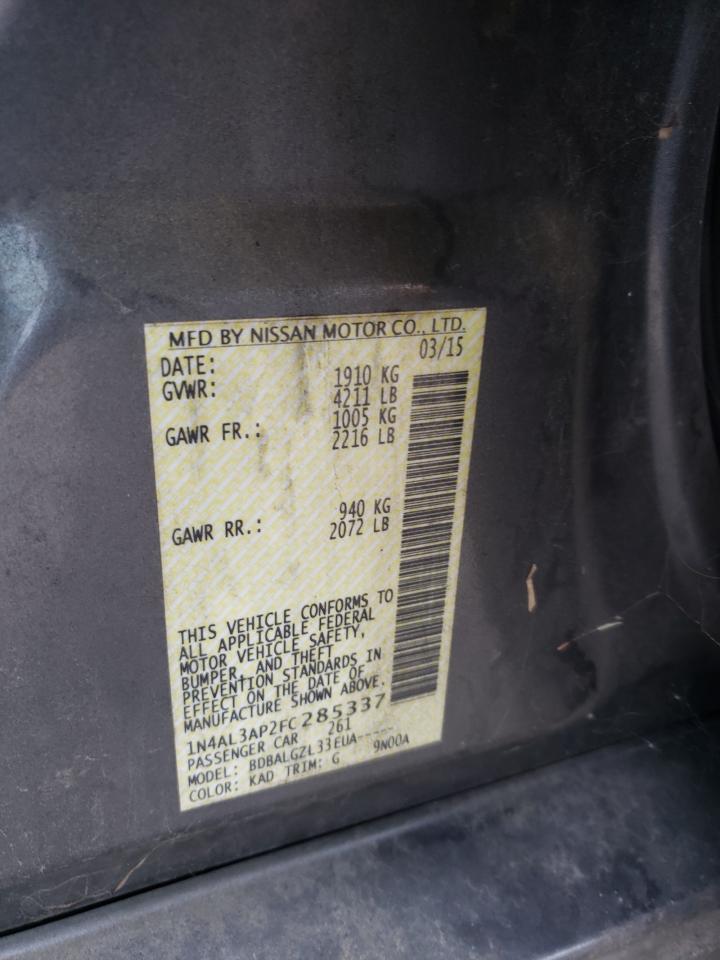 MFD BY NISSAN MOTOR CO., LTD.
DATE: 03/15
GVWR: 1910 KG
4211 LB
GAWR FR.: 1005 KG
2216 LB
GAWR RR.: 940 KG
2072 LB
THIS VEHICLE CONFORMS TO
ALL APPLICABLE FEDERAL
MOTOR VEHICLE SAFETY,
BUMPER, AND THEFT
PREVENTION STANDARDS IN
EFFECT ON THE DATE OF
MANUFACTURE SHOWN ABOVE.
1N4AL3AP2FC285337
PASSENGER CAR 261
MODEL: BDBALGZL33EUA-----
COLOR: KAD TRIM: G 9N00A